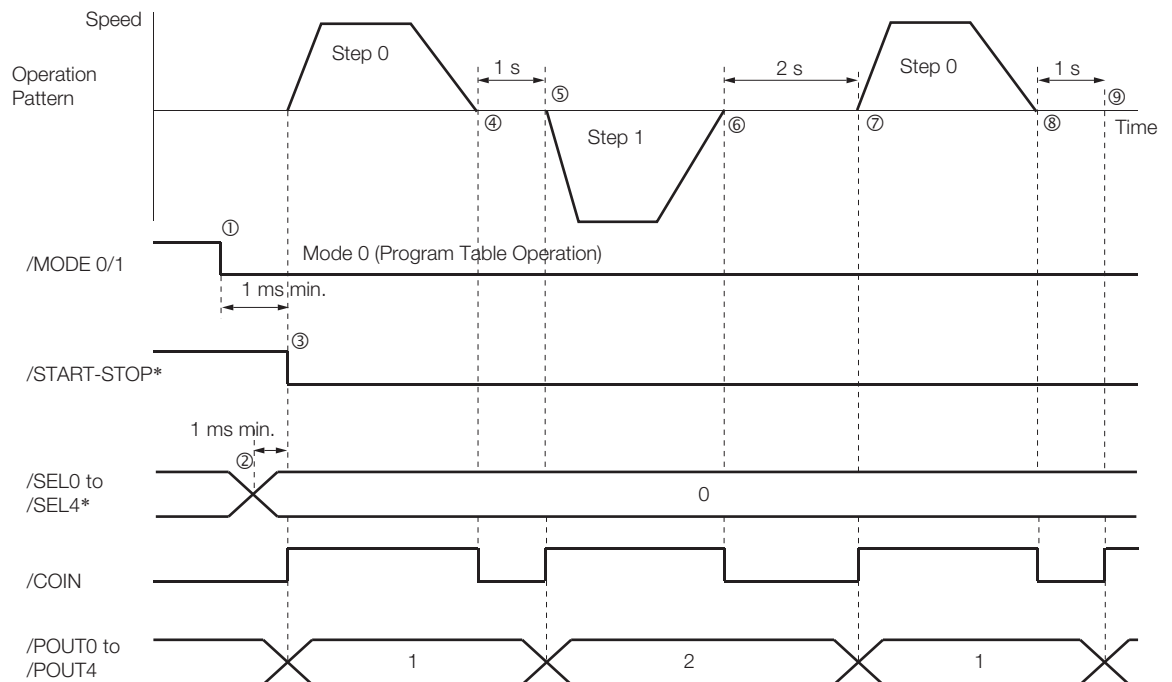 Speed
Operation
Pattern
Step 0
1 s
⑤
2 s
Step 0
1 s
⑨
④
Step 1
⑥
⑦
⑧
Time
①
/MODE 0/1
Mode 0 (Program Table Operation)
1 ms min.
③
/START-STOP*
1 ms min.
②
/SEL0 to
/SEL4*
0
/COIN
/POUT0 to
/POUT4
1
2
1